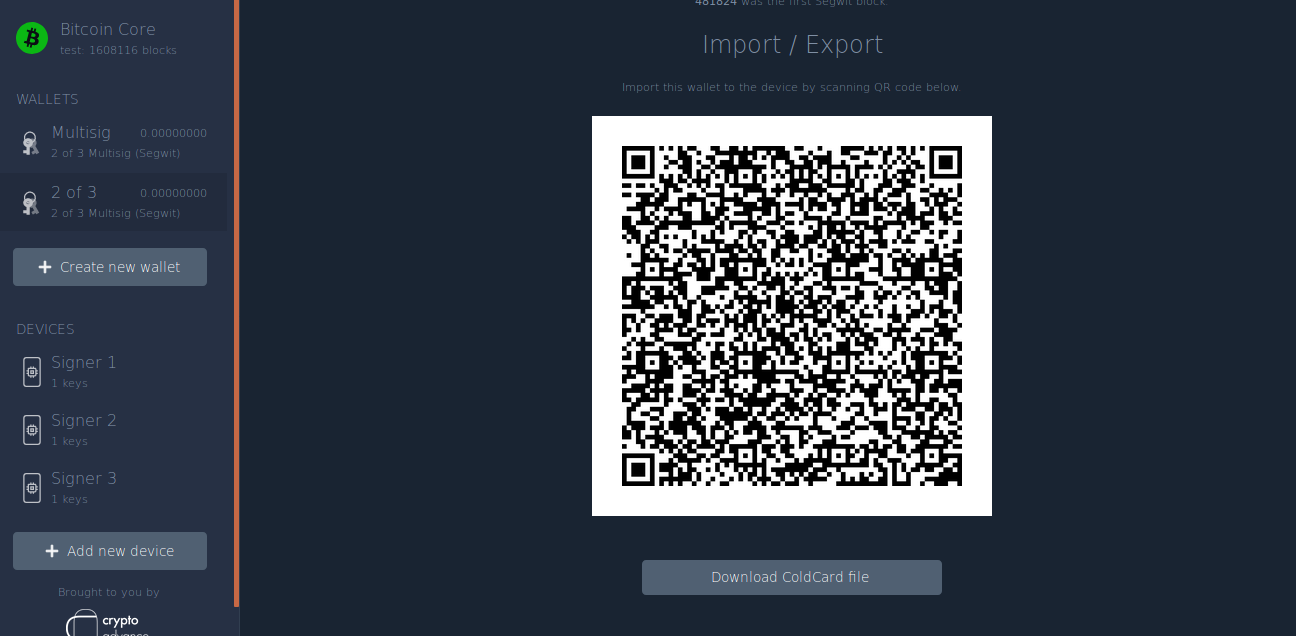 Bitcoin Core
test: 1608116 blocks
WALLETS
Multisig 0.00000000
2 of 3 Multisig (Segwit)
2 of 3 0.00000000
2 of 3 Multisig (Segwit)
Create new wallet
DEVICES
Signer 1
1 keys
Signer 2
1 keys
Signer 3
1 keys
Add new device
Brought to you by
crypto
advance
481824 was the first Segwit block.
Import / Export
Import this wallet to the device by scanning QR code below.
Download ColdCard file